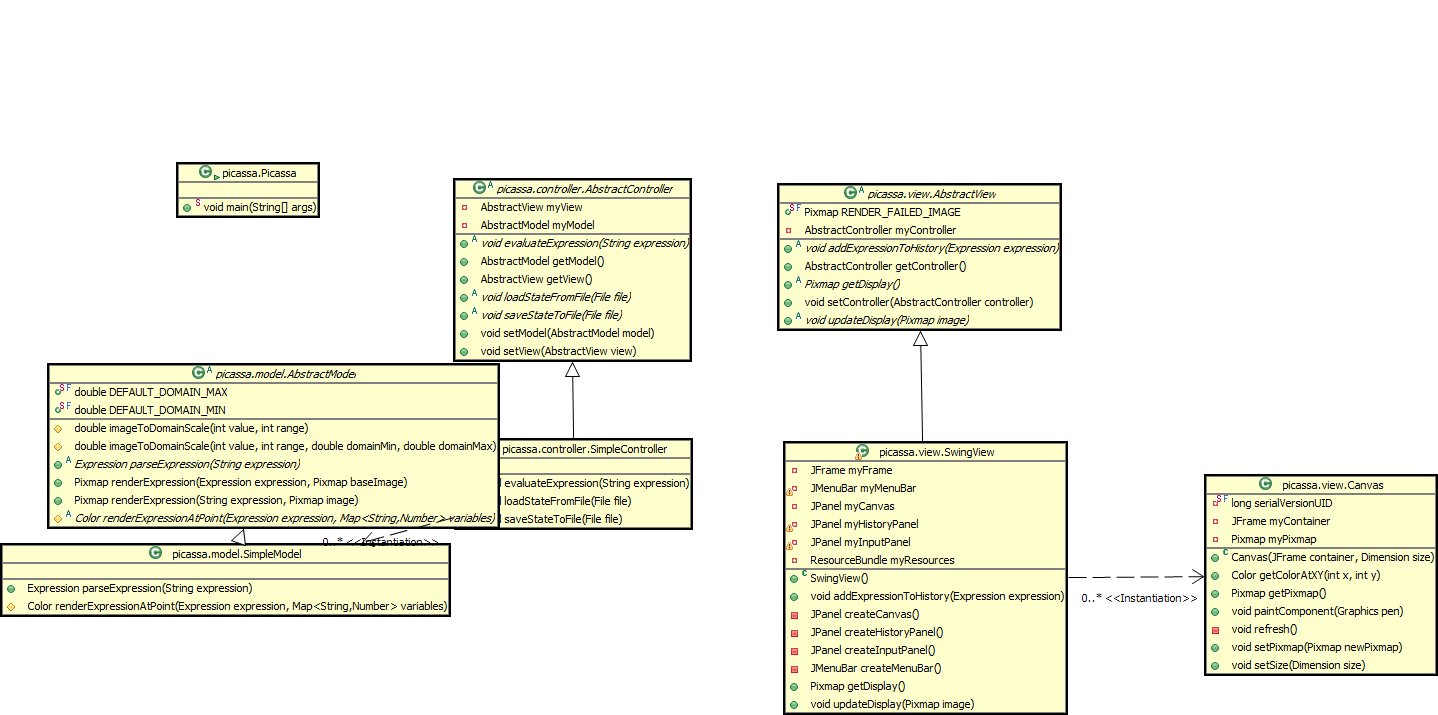 picassa.Picassa
void main(String[] args)
picassa.controller.AbstractController
AbstractView myView
AbstractModel myModel
void evaluateExpression(String expression)
AbstractModel getModel()
AbstractView getView()
void loadStateFromFile(File file)
void saveStateToFile(File file)
void setModel(AbstractModel model)
void setView(AbstractView view)
picassa.view.AbstractView
Pixmap RENDER_FAILED_IMAGE
AbstractController myController
void addExpressionToHistory(Expression expression)
AbstractController getController()
Pixmap getDisplay()
void setController(AbstractController controller)
void updateDisplay(Pixmap image)
picassa.model.AbstractModel
double DEFAULT_DOMAIN_MAX
double DEFAULT_DOMAIN_MIN
double imageToDomainScale(int value, int range)
double imageToDomainScale(int value, int range, double domainMin, double domainMax)
Expression parseExpression(String expression)
Pixmap renderExpression(Expression expression, Pixmap baseImage)
Pixmap renderExpression(String expression, Pixmap image)
Color renderExpressionAtPoint(Expression expression, Map<String,Number> variables)
picassa.controller.SimpleController
evaluateExpression(String expression)
loadStateFromFile(File file)
saveStateToFile(File file)
0..* <<Instantiation>>
picassa.model.SimpleModel
Expression parseExpression(String expression)
Color renderExpressionAtPoint(Expression expression, Map<String,Number> variables)
picassa.view.SwingView
JFrame myFrame
JMenuBar myMenuBar
JPanel myCanvas
JPanel myHistoryPanel
JPanel myInputPanel
ResourceBundle myResources
SwingView()
void addExpressionToHistory(Expression expression)
JPanel createCanvas()
JPanel createHistoryPanel()
JPanel createInputPanel()
JMenuBar createMenuBar()
Pixmap getDisplay()
void updateDisplay(Pixmap image)
0..* <<Instantiation>>
picassa.view.Canvas
long serialVersionUID
JFrame myContainer
Pixmap myPixmap
Canvas(JFrame container, Dimension size)
Color getColorAtXY(int x, int y)
Pixmap getPixmap()
void paintComponent(Graphics pen)
void refresh()
void setPixmap(Pixmap newPixmap)
void setSize(Dimension size)